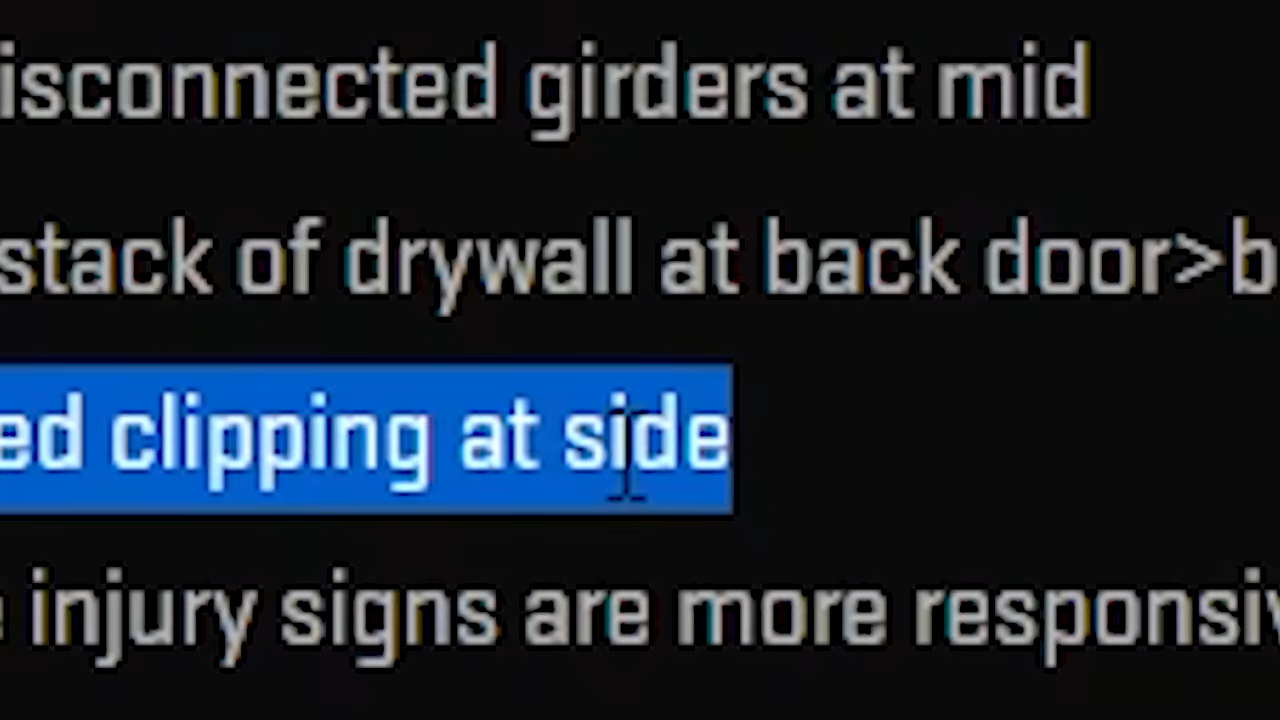 isconnected girders at mid
stack of drywall at back door>b
ed clipping at side
injury signs are more responsiv